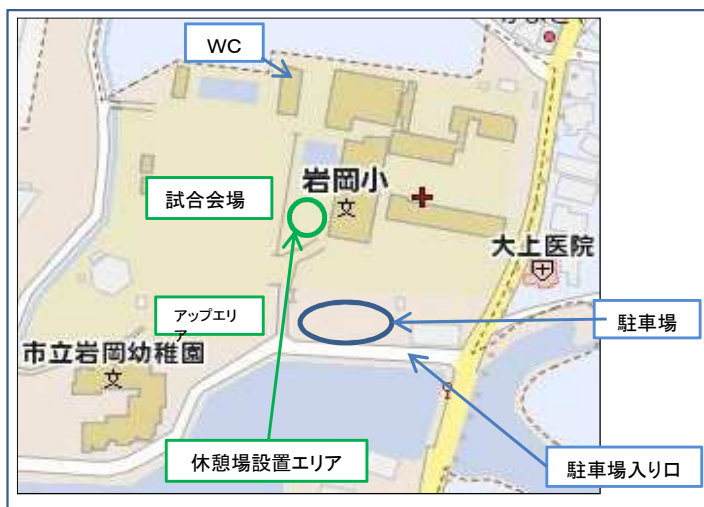 WC
試合会場
岩岡小
文
大上医院
アップエリ
ア
駐車場
市立岩岡幼稚園
文
休憩場設置エリア
駐車場入り口